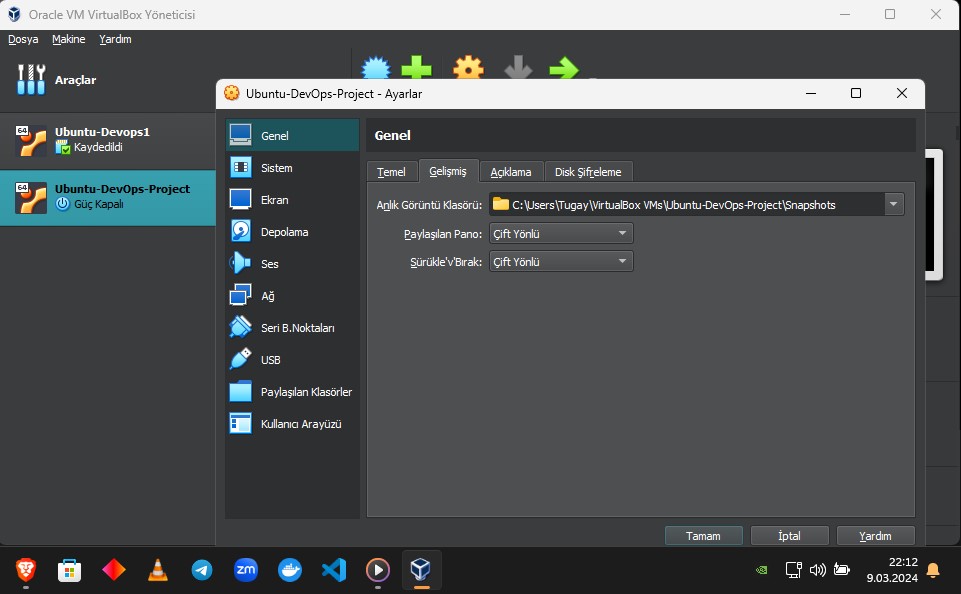 Oracle VM VirtualBox Yöneticisi
Dosya Makine Yardım
Araçlar
64 Ubuntu-Devops1
Kaydedildi
64 Ubuntu-DevOps-Project
Güç Kapalı
Ubuntu-DevOps-Project - Ayarlar
Genel
Sistem
Ekran
Depolama
Ses
Ağ
Seri B.Noktaları
USB
Paylaşılan Klasörler
Kullanıcı Arayüzü
Genel
Temel Gelişmiş Açıklama Disk Şifreleme
Anlık Görüntü Klasörü: C:\Users\Tugay\VirtualBox VMs\Ubuntu-DevOps-Project\Snapshots
Paylaşılan Pano: Çift Yönlü
Sürükle'v'Bırak: Çift Yönlü
Tamam İptal Yardım
zm
22:12
9.03.2024